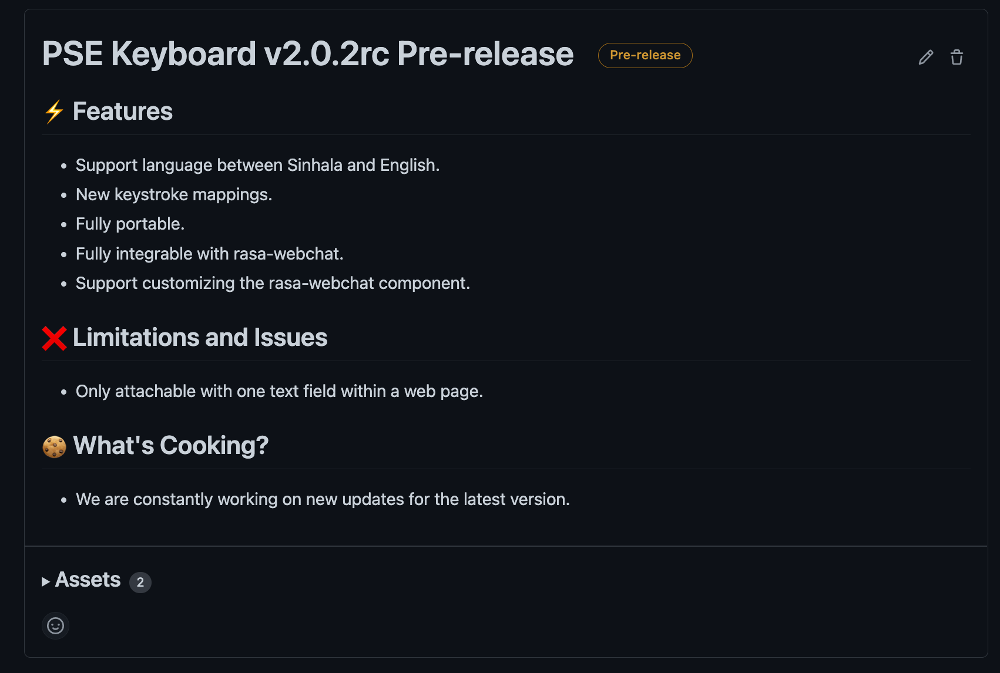 PSE Keyboard v2.0.2rc Pre-release Pre-release
⚡ Features
• Support language between Sinhala and English.
• New keystroke mappings.
• Fully portable.
• Fully integrable with rasa-webchat.
• Support customizing the rasa-webchat component.
❌ Limitations and Issues
• Only attachable with one text field within a web page.
🍪 What's Cooking?
• We are constantly working on new updates for the latest version.
Assets 2